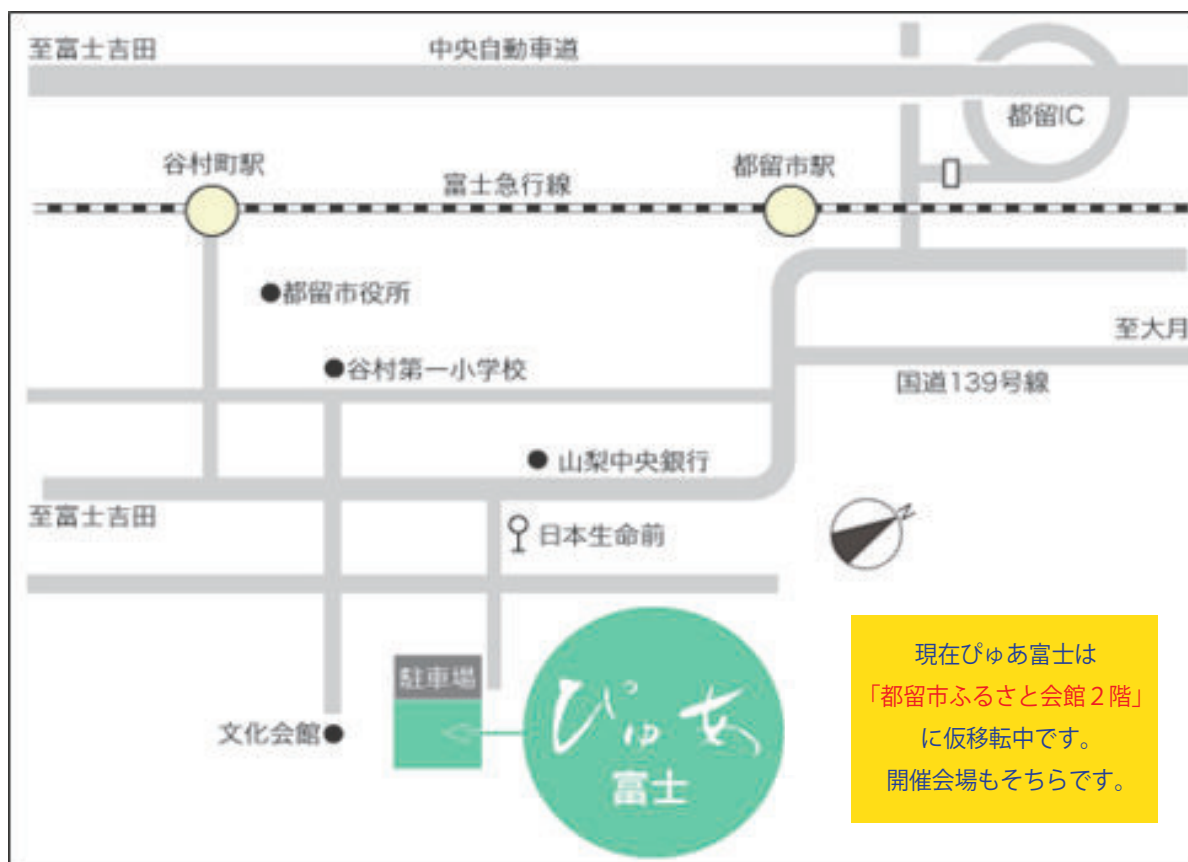 至富士吉田
中央自動車道
都留IC
谷村町駅
富士急行線
都留市駅
●都留市役所
至大月
●谷村第一小学校
国道139号線
● 山梨中央銀行
至富士吉田
日本生命前
N
駐車場
文化会館●
ぴゅあ
富士
現在ぴゅあ富士は
「都留市ふるさと会館２階」
に仮移転中です。
開催会場もそちらです。